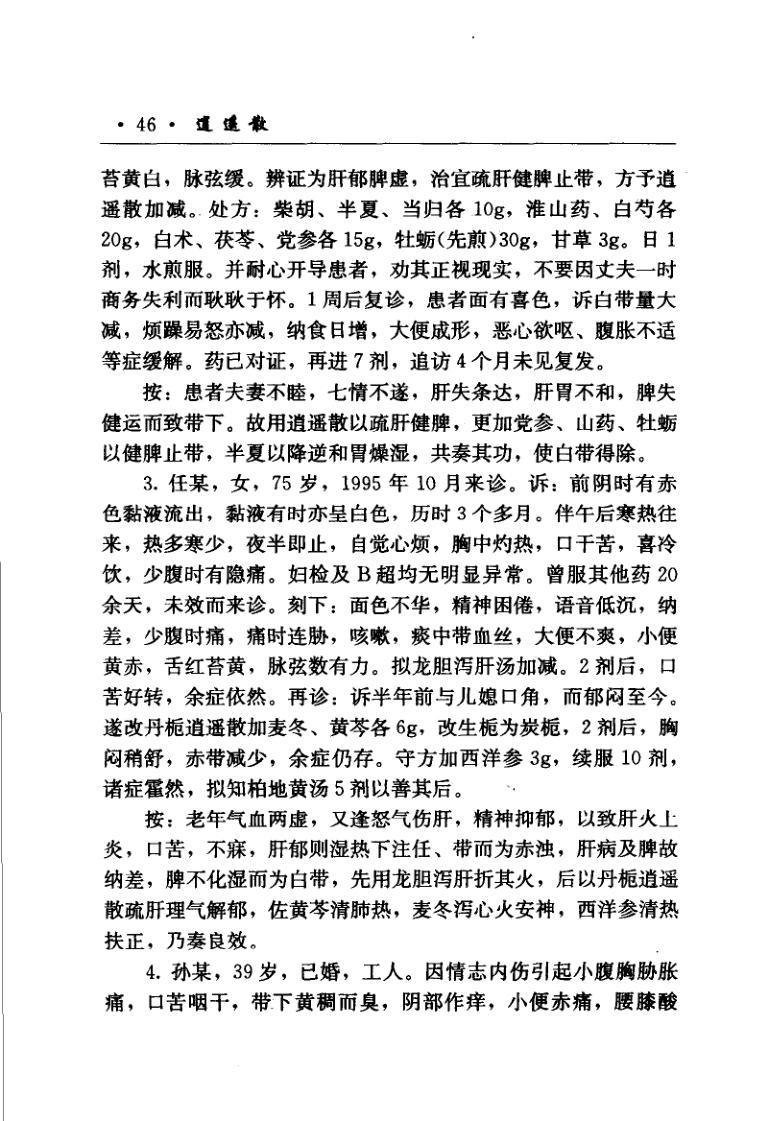 ·46· 逍遥散
苔黄白，脉弦缓。辨证为肝郁脾虚，治宜疏肝健脾止带，方予逍
遥散加减。处方：柴胡、半夏、当归各 10g，淮山药、白芍各
20g，白术、茯苓、党参各 15g，牡蛎(先煎)30g，甘草 3g。日 1
剂，水煎服。并耐心开导患者，劝其正视现实，不要因丈夫一时
商务失利而耿耿于怀。1 周后复诊，患者面有喜色，诉白带量大
减，烦躁易怒亦减，纳食日增，大便成形，恶心欲呕、腹胀不适
等症缓解。药已对证，再进 7 剂，追访 4 个月未见复发。
按：患者夫妻不睦，七情不遂，肝失条达，肝胃不和，脾失
健运而致带下。故用逍遥散以疏肝健脾，更加党参、山药、牡蛎
以健脾止带，半夏以降逆和胃燥湿，共奏其功，使白带得除。
3. 任某，女，75 岁，1995 年 10 月来诊。诉：前阴时有赤
色黏液流出，黏液有时亦呈白色，历时 3 个多月。伴午后寒热往
来，热多寒少，夜半即止，自觉心烦，胸中灼热，口干苦，喜冷
饮，少腹时有隐痛。妇检及 B 超均无明显异常。曾服其他药 20
余天，未效而来诊。刻下：面色不华，精神困倦，语音低沉，纳
差，少腹时痛，痛时连胁，咳嗽，痰中带血丝，大便不爽，小便
黄赤，舌红苔黄，脉弦数有力。拟龙胆泻肝汤加减。2 剂后，口
苦好转，余症依然。再诊：诉半年前与儿媳口角，而郁闷至今。
遂改丹栀逍遥散加麦冬、黄芩各 6g，改生栀为炭栀，2 剂后，胸
闷稍舒，赤带减少，余症仍存。守方加西洋参 3g，续服 10 剂，
诸症霍然，拟知柏地黄汤 5 剂以善其后。
按：老年气血两虚，又逢怒气伤肝，精神抑郁，以致肝火上
炎，口苦，不寐，肝郁则湿热下注任、带而为赤浊，肝病及脾故
纳差，脾不化湿而为白带，先用龙胆泻肝折其火，后以丹栀逍遥
散疏肝理气解郁，佐黄芩清肺热，麦冬泻心火安神，西洋参清热
扶正，乃奏良效。
4. 孙某，39 岁，已婚，工人。因情志内伤引起小腹胸胁胀
痛，口苦咽干，带下黄稠而臭，阴部作痒，小便赤痛，腰膝酸